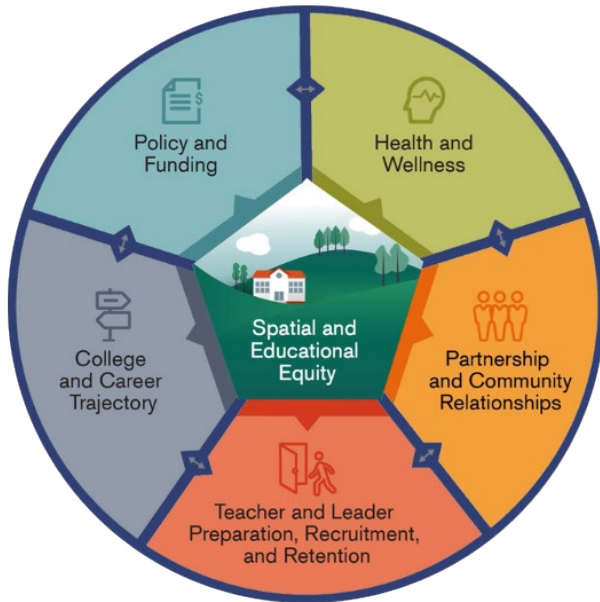 Policy and
Funding
Health and
Wellness
Spatial and
Educational
Equity
College
and Career
Trajectory
Partnership
and Community
Relationships
Teacher and Leader
Preparation, Recruitment,
and Retention
$